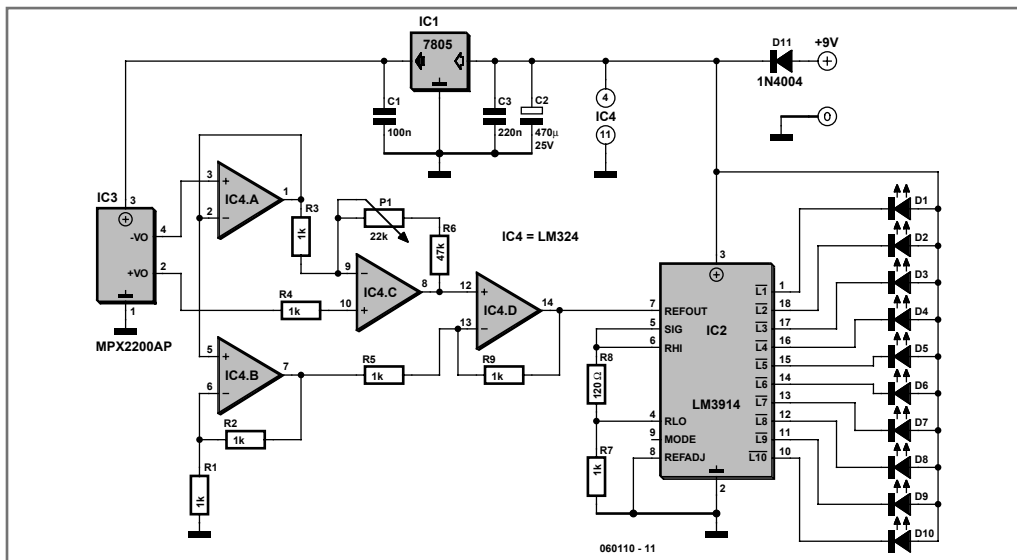 IC1
7805
D11
+9V
1N4004
C1
100n
C3
220n
C2
470µ
25V
4
IC4
11
0
IC3
3
-VO
4
+VO
2
1
MPX2200AP
3
2
IC4.A
1
R3
1k
P1
22k
R6
47k
IC4 = LM324
R4
1k
9
10
IC4.C
8
12
13
IC4.D
14
5
6
IC4.B
7
R5
1k
R9
1k
R2
1k
R1
1k
R8
120 Ω
R7
1k
3
7 REFOUT
5 SIG
6 RHI
IC2
LM3914
4 RLO
9 MODE
8 REFADJ
2
L1 1
L2 18
L3 17
L4 16
L5 15
L6 14
L7 13
L8 12
L9 11
L10 10
D1
D2
D3
D4
D5
D6
D7
D8
D9
D10
060110 - 11